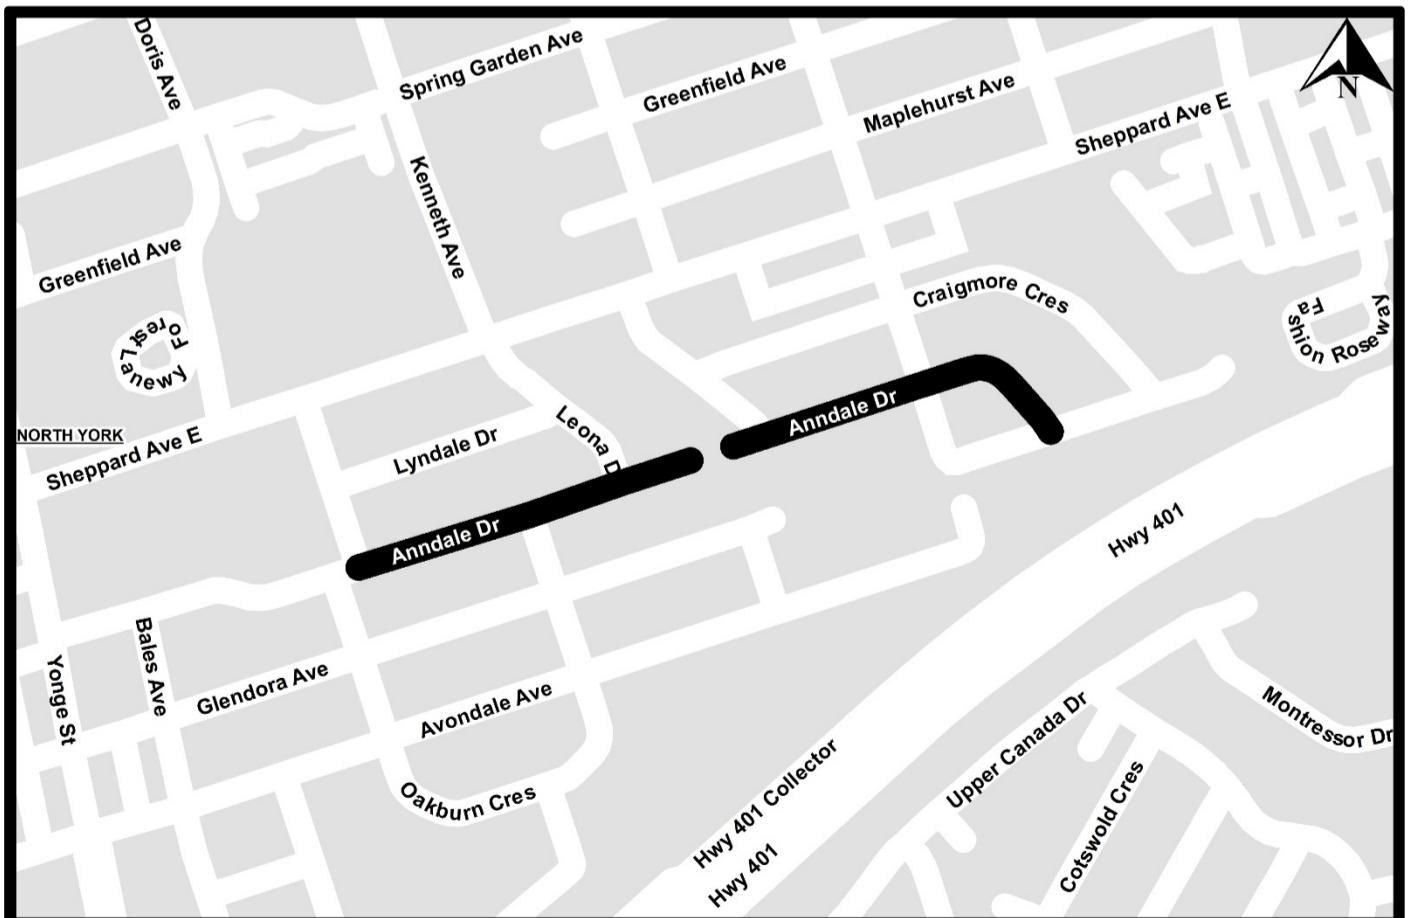 Doris Ave
Spring Garden Ave
Greenfield Ave
Maplehurst Ave
Sheppard Ave E
N
Kenneth Ave
Greenfield Ave
Forest Lanewy
Craigmore Cres
Fashion Roseway
NORTH YORK
Sheppard Ave E
Lyndale Dr
Leona D
Anndale Dr
Anndale Dr
Hwy 401
Bales Ave
Yonge St
Glendora Ave
Avondale Ave
Oakburn Cres
Hwy 401 Collector
Hwy 401
Upper Canada Dr
Montressor Dr
Cotswold Cres